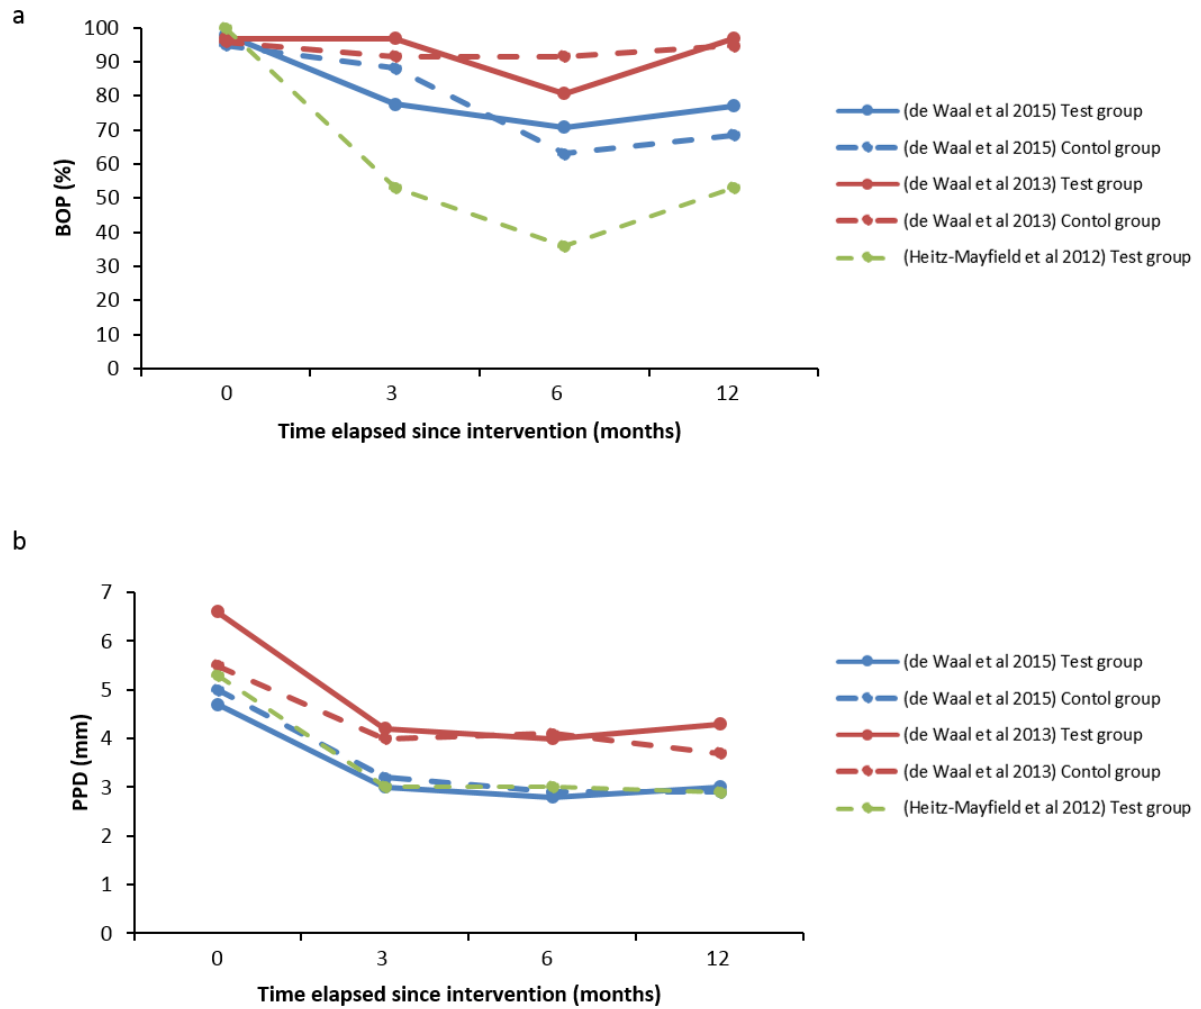 a
100
90
80
70
60
50
40
30
20
10
0
BOP (%)
0 3 6 12
Time elapsed since intervention (months)
(de Waal et al 2015) Test group
(de Waal et al 2015) Contol group
(de Waal et al 2013) Test group
(de Waal et al 2013) Contol group
(Heitz-Mayfield et al 2012) Test group
b
7
6
5
4
3
2
1
0
PPD (mm)
0 3 6 12
Time elapsed since intervention (months)
(de Waal et al 2015) Test group
(de Waal et al 2015) Contol group
(de Waal et al 2013) Test group
(de Waal et al 2013) Contol group
(Heitz-Mayfield et al 2012) Test group